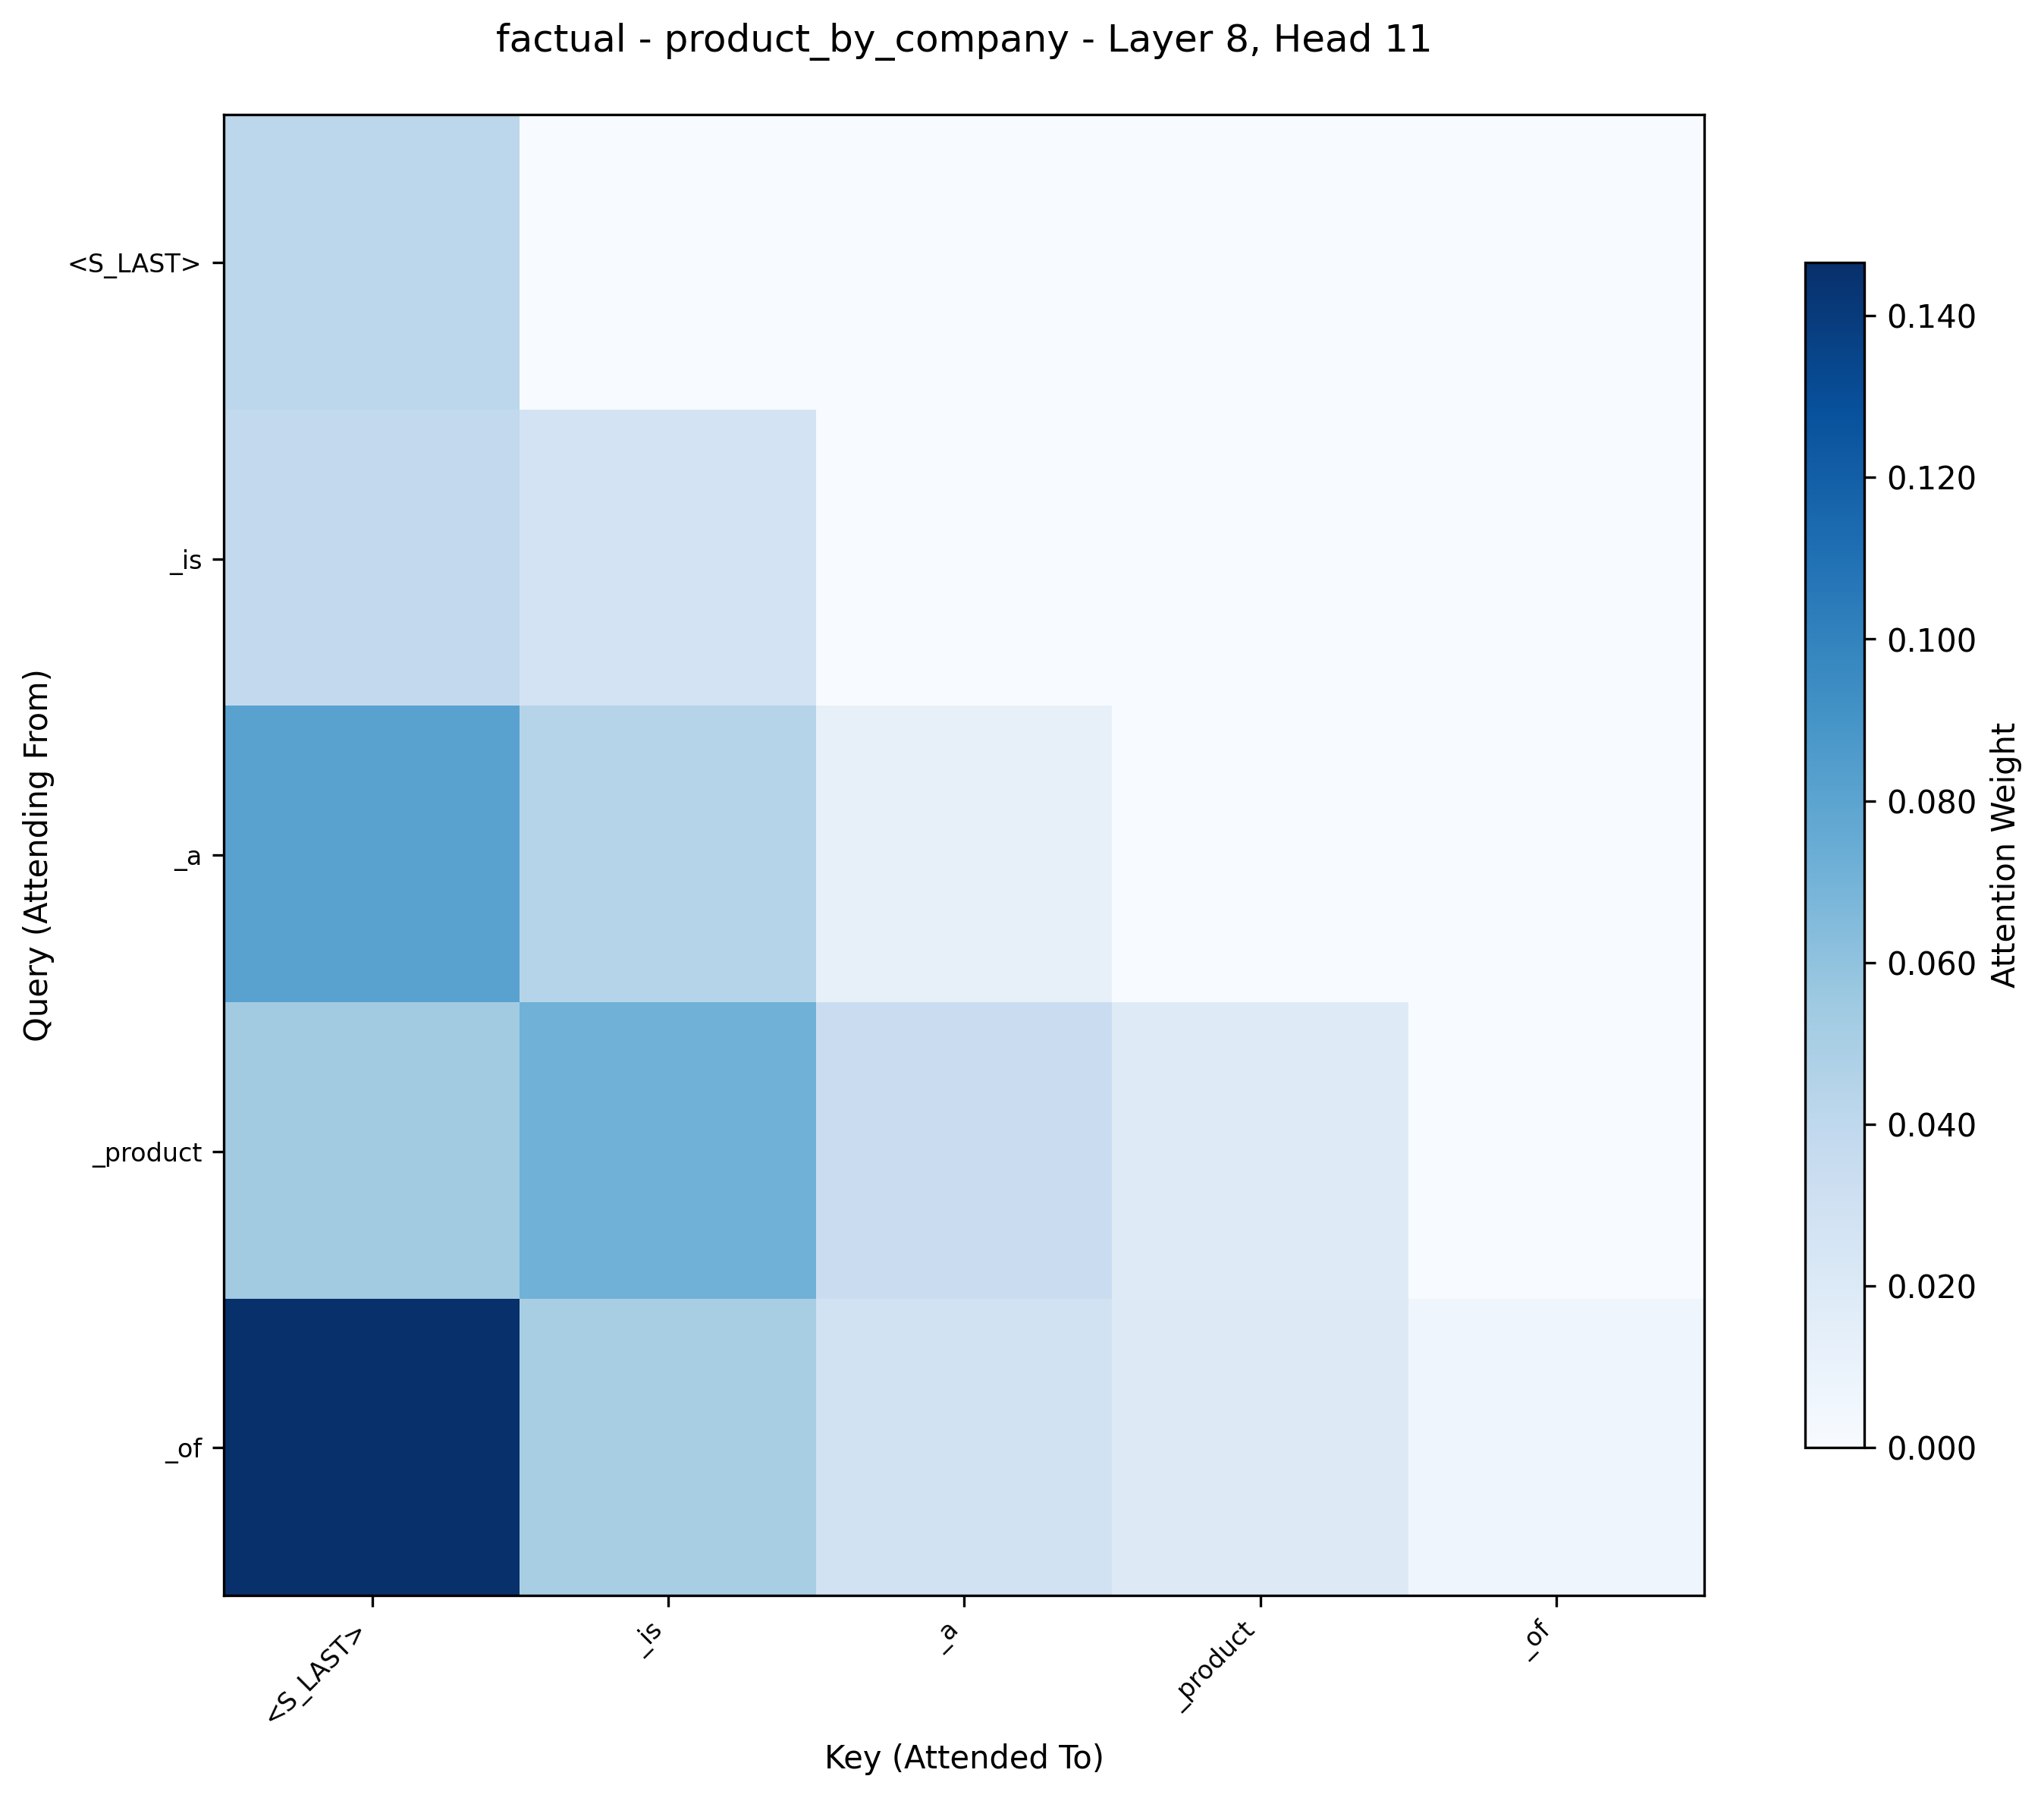 factual - product_by_company - Layer 8, Head 11
Query (Attending From)
<S_LAST>
_is
_a
_product
_of
<S_LAST>
_is
_a
_product
_of
Key (Attended To)
0.140
0.120
0.100
0.080
0.060
0.040
0.020
0.000
Attention Weight